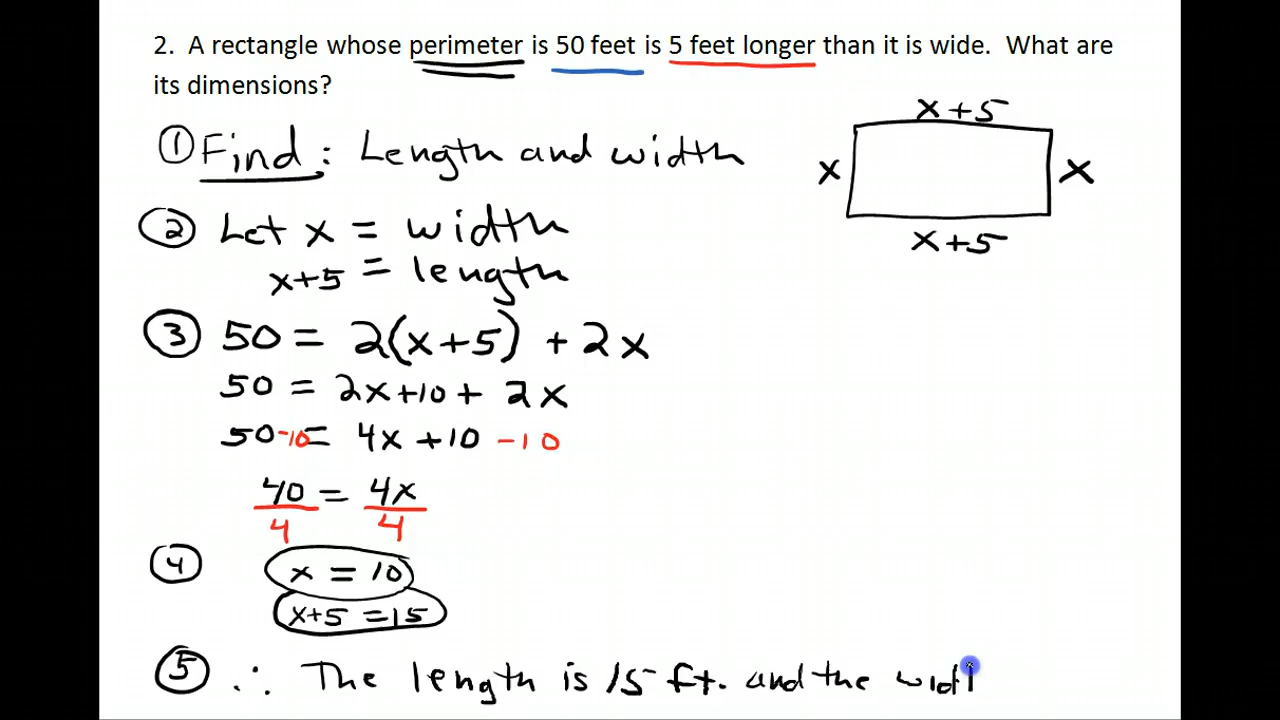 2. A rectangle whose perimeter is 50 feet is 5 feet longer than it is wide. What are
its dimensions?
x+5
① Find: Length and width
x
x
② Let x = width
x+5
x+5 = length
③ 50 = 2(x+5) + 2x
50 = 2x+10 + 2x
50 -10 = 4x +10 -10
40 = 4x
4 4
④ x = 10
x+5 = 15
⑤ ∴ The length is 15 ft. and the widt